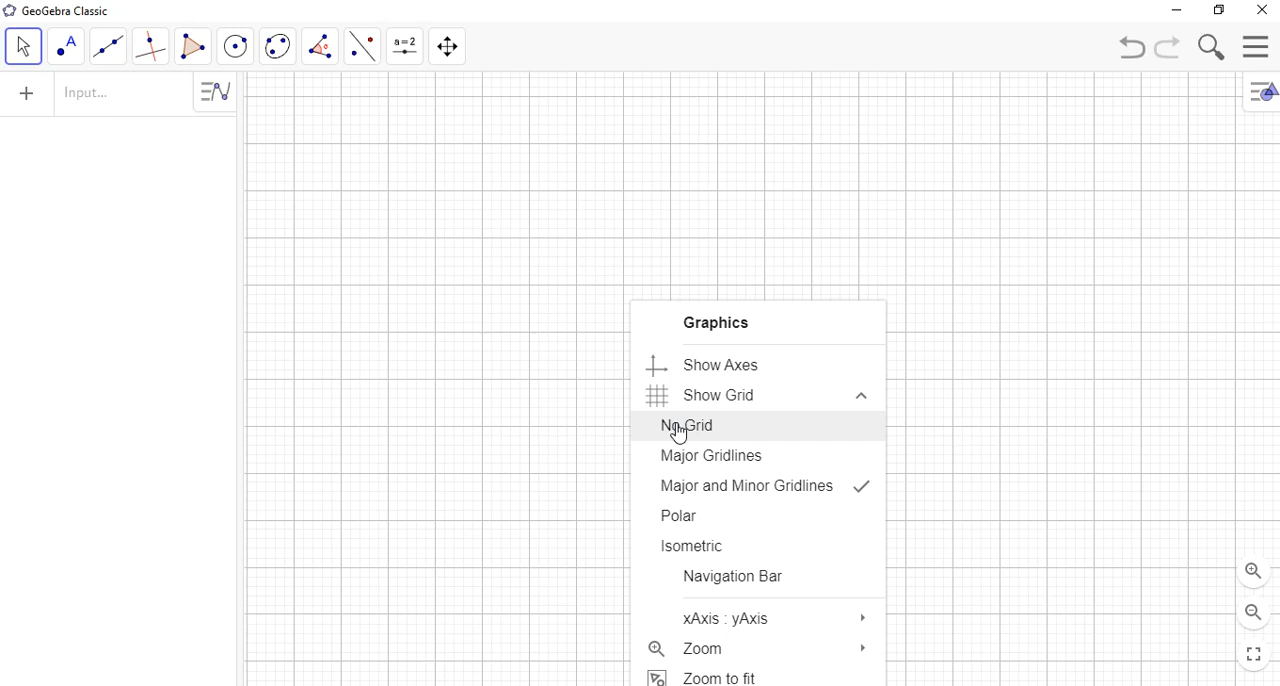 GeoGebra Classic
A
a=2
+ Input...
Graphics
Show Axes
Show Grid
No Grid
Major Gridlines
Major and Minor Gridlines
Polar
Isometric
Navigation Bar
xAxis : yAxis
Zoom
Zoom to fit